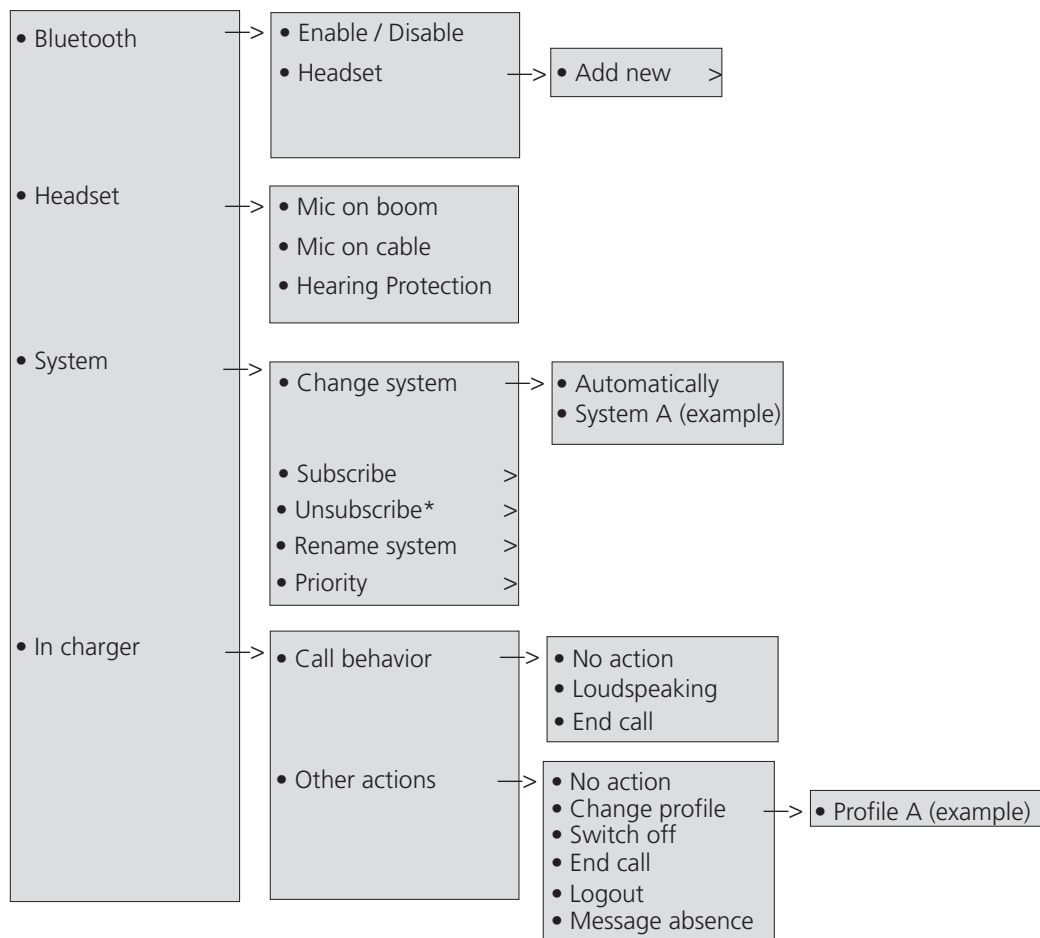 • Bluetooth
• Enable / Disable
• Headset
• Add new >
• Headset
• Mic on boom
• Mic on cable
• Hearing Protection
• System
• Change system
• Automatically
• System A (example)
• Subscribe >
• Unsubscribe* >
• Rename system >
• Priority >
• In charger
• Call behavior
• No action
• Loudspeaking
• End call
• Other actions
• No action
• Change profile
• Profile A (example)
• Switch off
• End call
• Logout
• Message absence